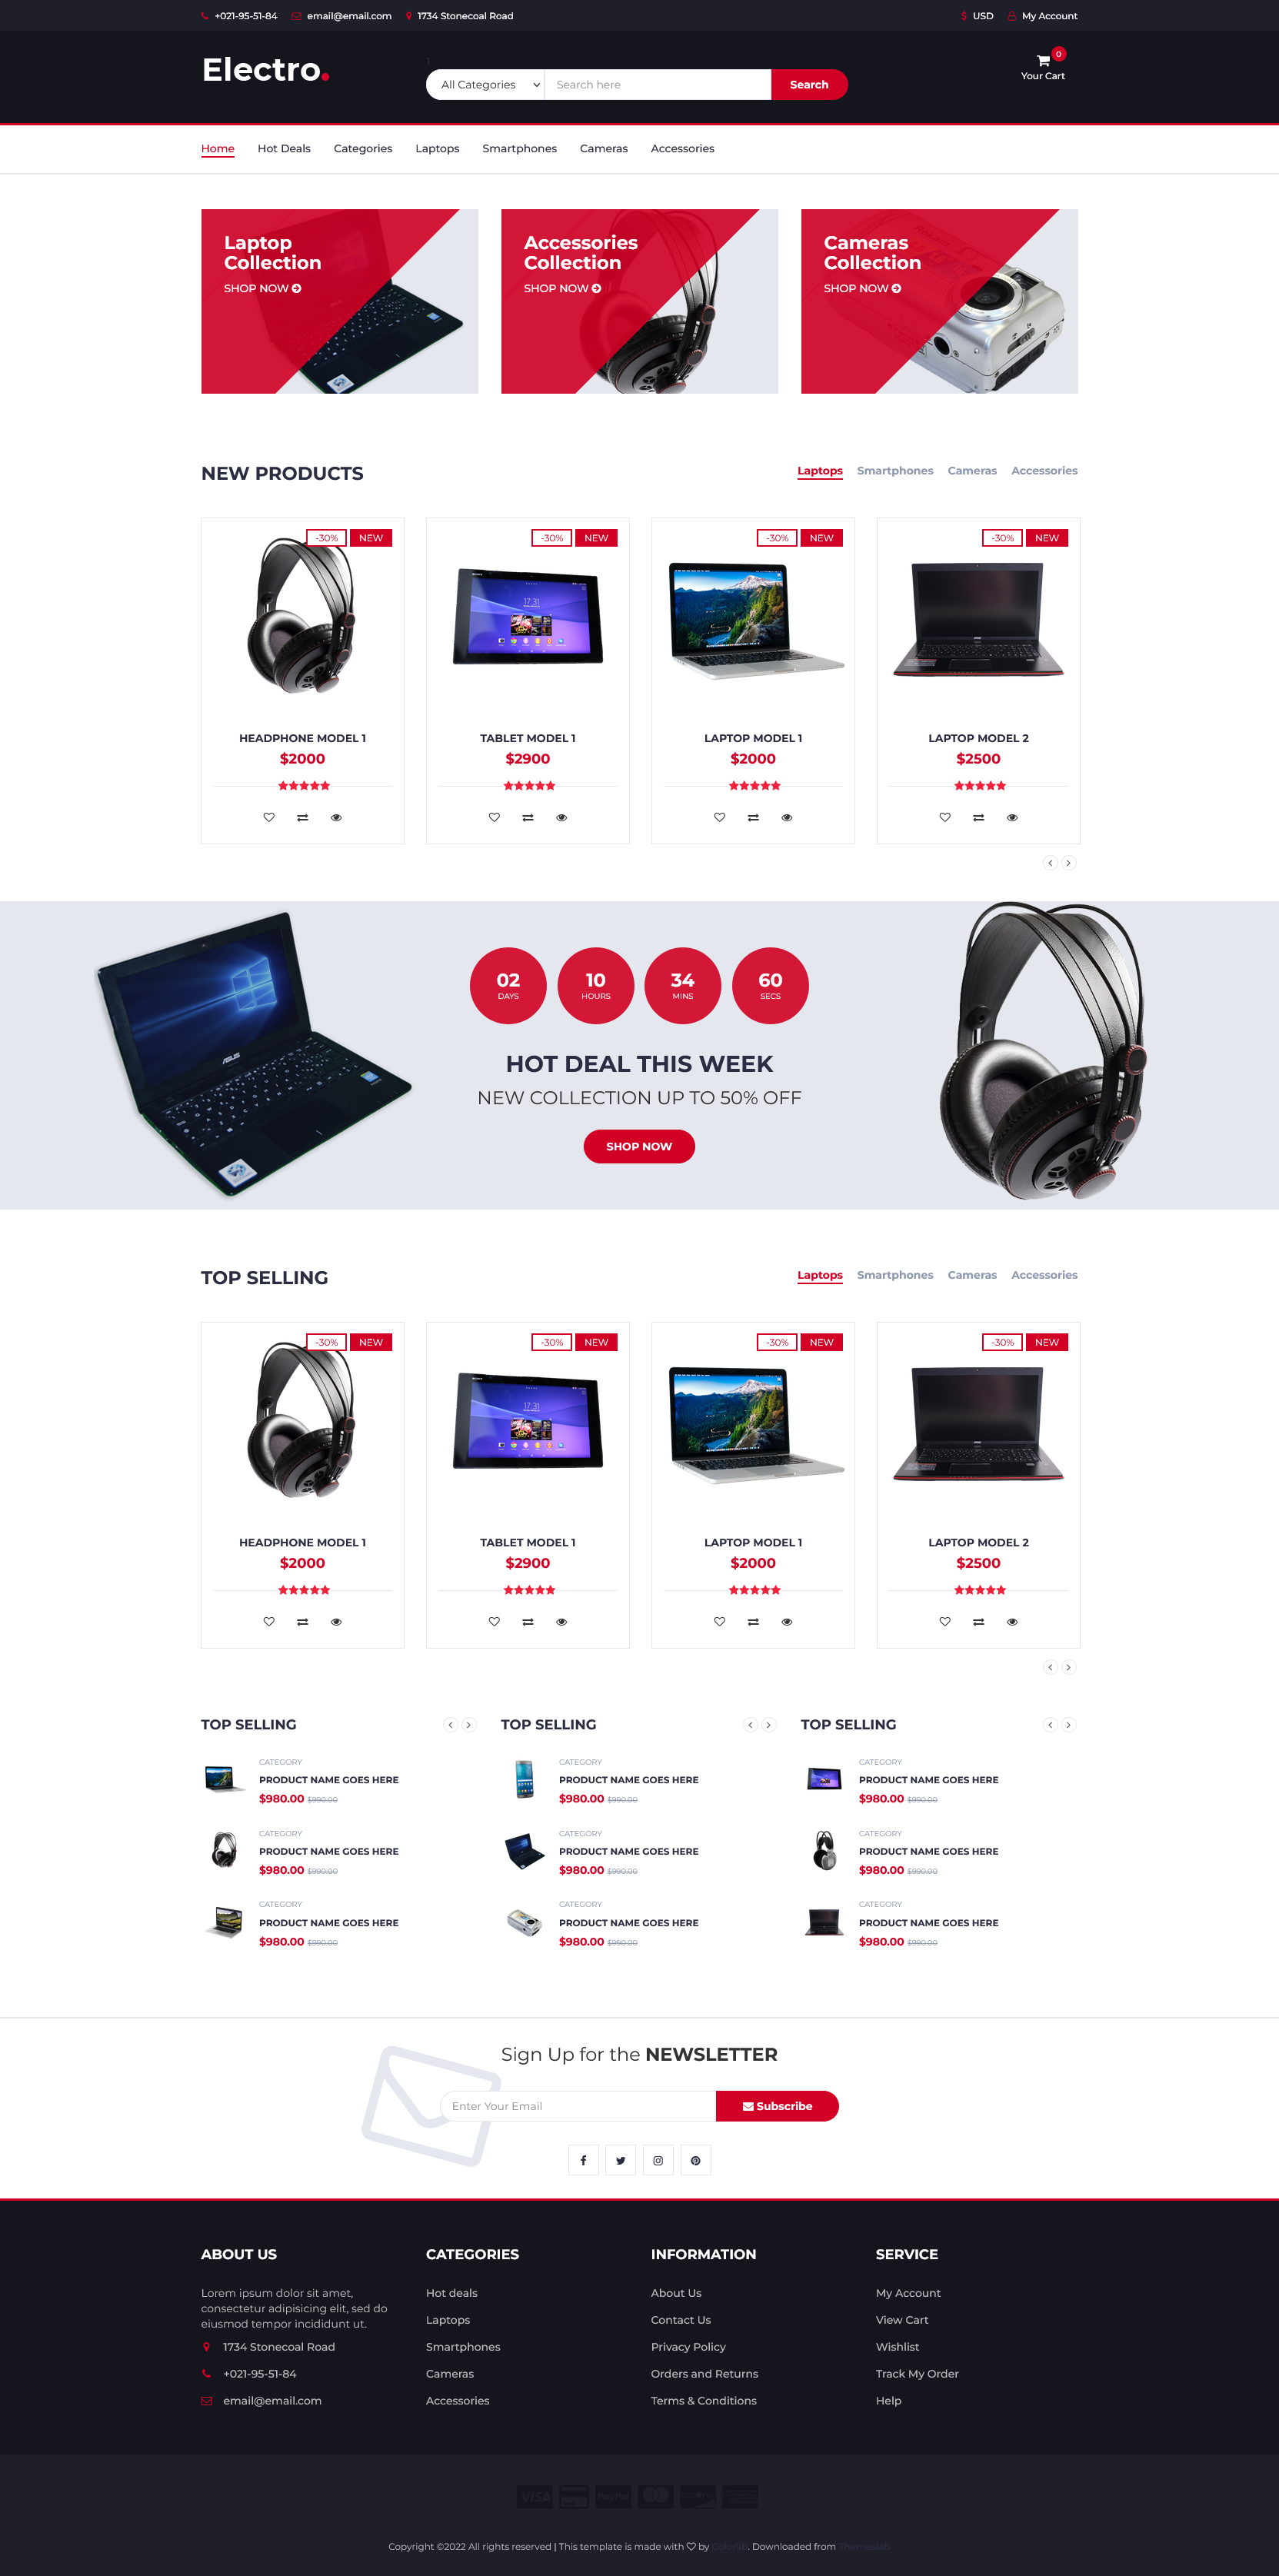 +021-95-51-84 email@email.com 1734 Stonecoal Road
$ USD My Account
Electro.
1
All Categories Search here Search
0
Your Cart
Home Hot Deals Categories Laptops Smartphones Cameras Accessories
Laptop
Collection
SHOP NOW
Accessories
Collection
SHOP NOW
Cameras
Collection
SHOP NOW
NEW PRODUCTS
Laptops Smartphones Cameras Accessories
-30% NEW
HEADPHONE MODEL 1
$2000
-30% NEW
SONY
17:31
TABLET MODEL 1
$2900
-30% NEW
LAPTOP MODEL 1
$2000
-30% NEW
LAPTOP MODEL 2
$2500
ASUS
02
DAYS
10
HOURS
34
MINS
60
SECS
HOT DEAL THIS WEEK
NEW COLLECTION UP TO 50% OFF
SHOP NOW
TOP SELLING
Laptops Smartphones Cameras Accessories
-30% NEW
HEADPHONE MODEL 1
$2000
-30% NEW
SONY
17:31
TABLET MODEL 1
$2900
-30% NEW
LAPTOP MODEL 1
$2000
-30% NEW
LAPTOP MODEL 2
$2500
TOP SELLING
CATEGORY
PRODUCT NAME GOES HERE
$980.00 $990.00
CATEGORY
PRODUCT NAME GOES HERE
$980.00 $990.00
CATEGORY
PRODUCT NAME GOES HERE
$980.00 $990.00
TOP SELLING
CATEGORY
PRODUCT NAME GOES HERE
$980.00 $990.00
CATEGORY
PRODUCT NAME GOES HERE
$980.00 $990.00
CATEGORY
PRODUCT NAME GOES HERE
$980.00 $990.00
TOP SELLING
CATEGORY
PRODUCT NAME GOES HERE
$980.00 $990.00
CATEGORY
PRODUCT NAME GOES HERE
$980.00 $990.00
CATEGORY
PRODUCT NAME GOES HERE
$980.00 $990.00
Sign Up for the NEWSLETTER
Enter Your Email Subscribe
ABOUT US
Lorem ipsum dolor sit amet,
consectetur adipisicing elit, sed do
eiusmod tempor incididunt ut.
1734 Stonecoal Road
+021-95-51-84
email@email.com
CATEGORIES
Hot deals
Laptops
Smartphones
Cameras
Accessories
INFORMATION
About Us
Contact Us
Privacy Policy
Orders and Returns
Terms & Conditions
SERVICE
My Account
View Cart
Wishlist
Track My Order
Help
VISA PayPal
Copyright ©2022 All rights reserved | This template is made with by Colorlib. Downloaded from